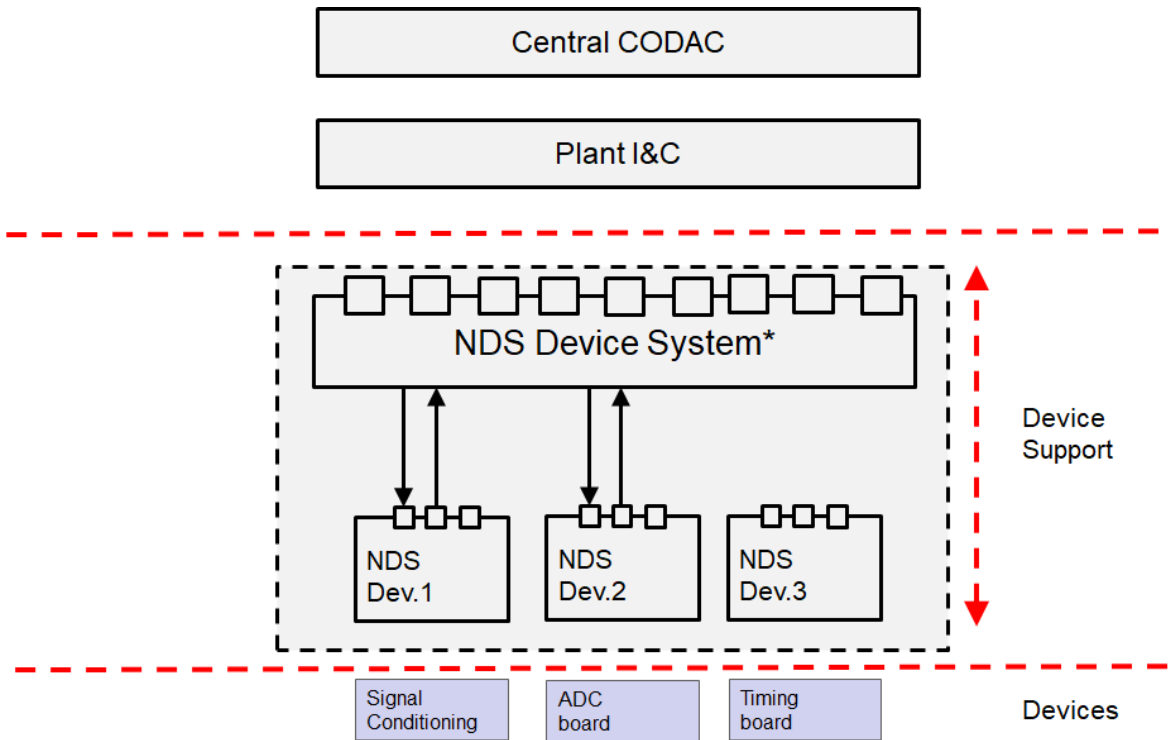 Central CODAC
Plant I&C
NDS Device System*
Device
Support
NDS
Dev.1
NDS
Dev.2
NDS
Dev.3
Signal
Conditioning
ADC
board
Timing
board
Devices